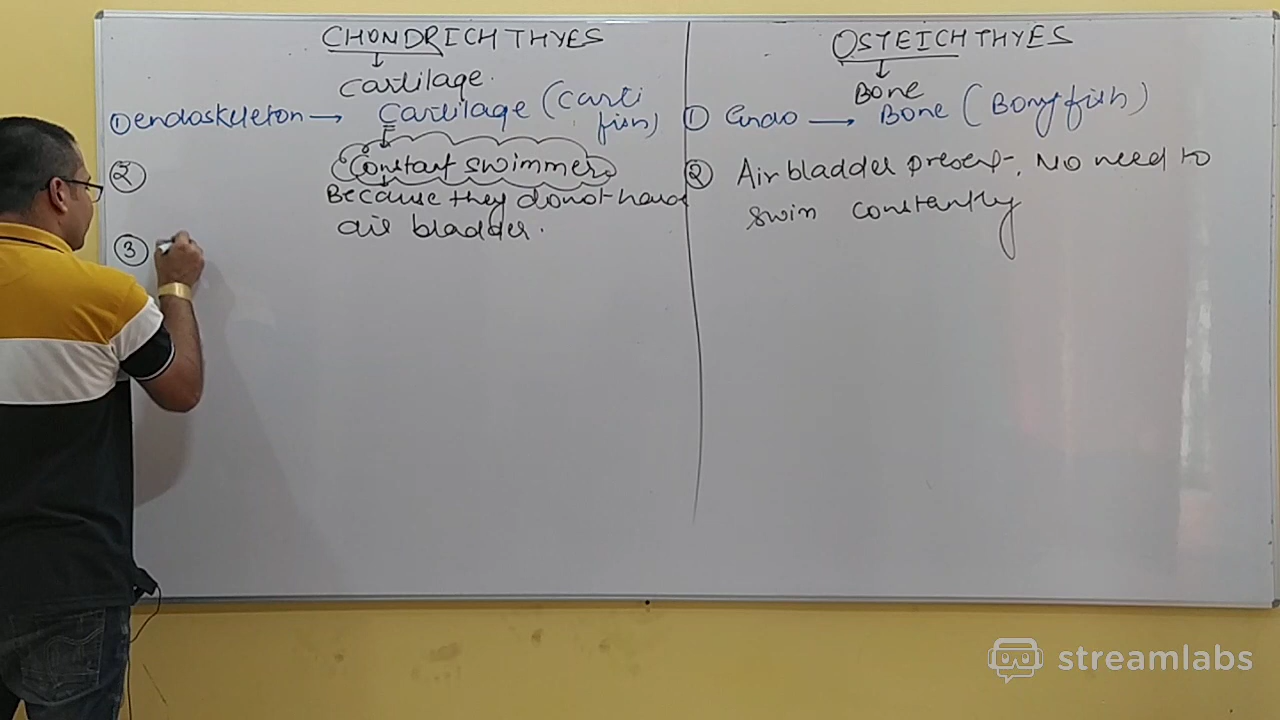 CHONDRICHTHYES
Cartilage.
① endoskeleton → Cartilage (Carti
fish)
②
Constant swimmer
Because they do not have
air bladder.
③
OSTEICHTHYES
Bone
① Endo → Bone (Bony fish)
② Air bladder present, No need to
swim constantly
streamlabs